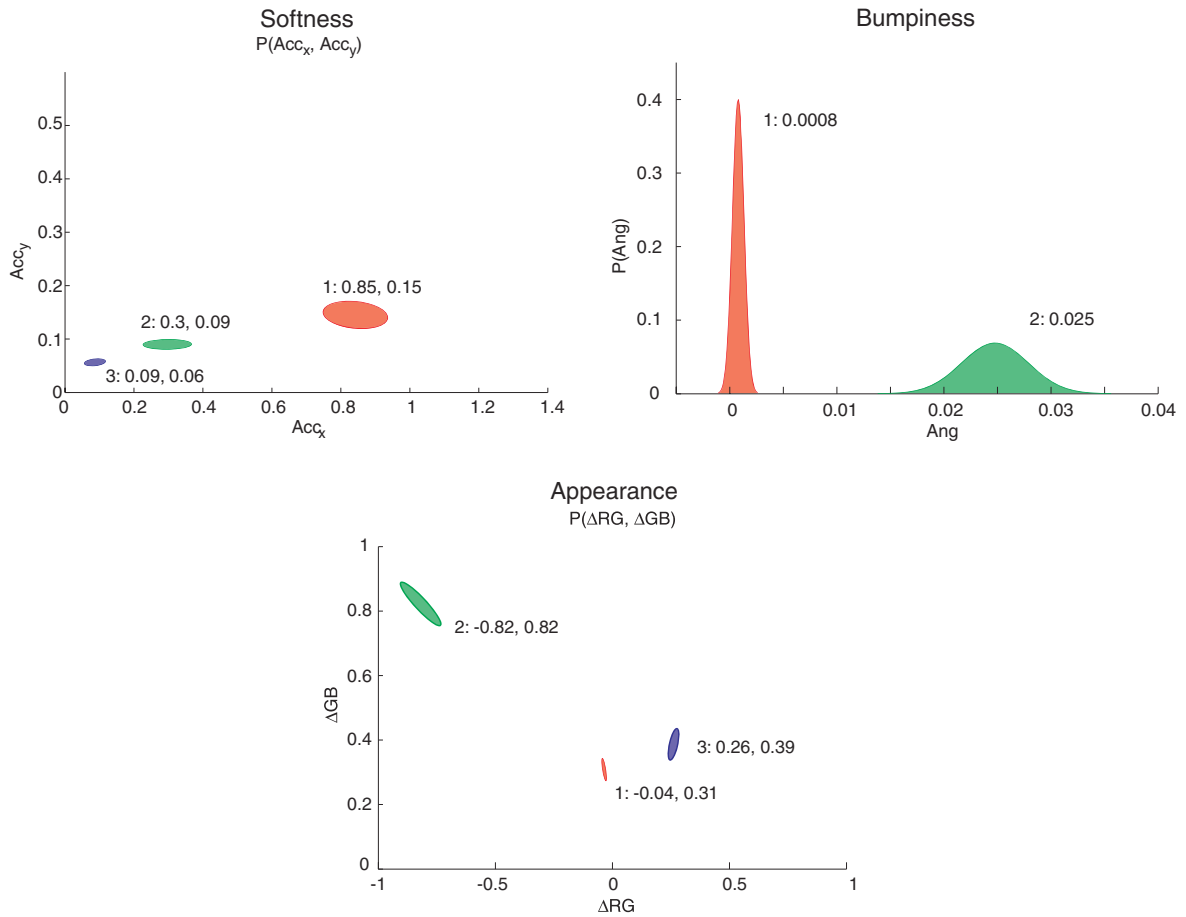 Softness
P(Acc_x, Acc_y)
0.5
0.4
0.3
0.2
0.1
0
Acc_y
1: 0.85, 0.15
2: 0.3, 0.09
3: 0.09, 0.06
0 0.2 0.4 0.6 0.8 1 1.2 1.4
Acc_x
Bumpiness
0.4
0.3
0.2
0.1
0
P(Ang)
1: 0.0008
2: 0.025
0 0.01 0.02 0.03 0.04
Ang
Appearance
P(ΔRG, ΔGB)
1
0.8
0.6
0.4
0.2
0
ΔGB
2: -0.82, 0.82
3: 0.26, 0.39
1: -0.04, 0.31
-1 -0.5 0 0.5 1
ΔRG